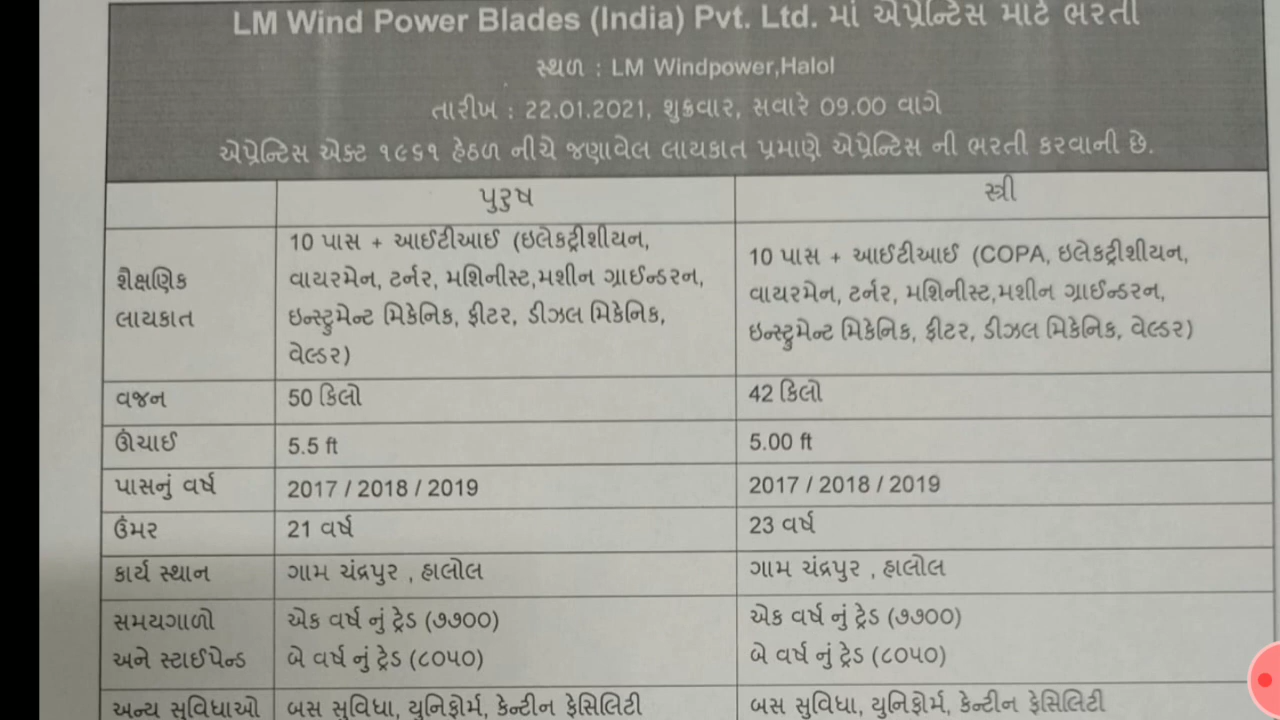 LM Wind Power Blades (India) Pvt. Ltd. માં એપ્રેન્ટિસ માટે ભરતી
સ્થળ : LM Windpower,Halol
તારીખ : 22.01.2021, શુક્રવાર, સવારે 09.00 વાગે
એપ્રેન્ટિસ એક્ટ ૧૯૬૧ હેઠળ નીચે જણાવેલ લાયકાત પ્રમાણે એપ્રેન્ટિસ ની ભરતી કરવાની છે.
પુરુષ
સ્ત્રી
શૈક્ષણિક
લાયકાત
10 પાસ + આઈટીઆઈ (ઇલેક્ટ્રીશીયન,
વાયરમેન, ટર્નર, મશિનીસ્ટ,મશીન ગ્રાઈન્ડરન,
ઇન્સ્ટ્રુમેન્ટ મિકેનિક, ફીટર, ડીઝલ મિકેનિક,
વેલ્ડર)
10 પાસ + આઈટીઆઈ (COPA, ઇલેકટ્રીશીયન,
વાયરમેન, ટર્નર, મશિનીસ્ટ,મશીન ગ્રાઈન્ડરન,
ઇન્સ્ટ્રુમેન્ટ મિકેનિક, ફીટર, ડીઝલ મિકેનિક, વેલ્ડર)
વજન
50 કિલો
42 કિલો
ઊંચાઈ
5.5 ft
5.00 ft
પાસનું વર્ષ
2017 / 2018 / 2019
2017 / 2018 / 2019
ઉંમર
21 વર્ષ
23 વર્ષ
કાર્ય સ્થાન
ગામ ચંદ્રપુર , હાલોલ
ગામ ચંદ્રપુર , હાલોલ
સમયગાળો
અને સ્ટાઈપેન્ડ
એક વર્ષ નું ટ્રેડ (૭૭૦૦)
બે વર્ષ નું ટ્રેડ (૮૦૫૦)
એક વર્ષ નું ટ્રેડ (૭૭૦૦)
બે વર્ષ નું ટ્રેડ (૮૦૫૦)
અન્ય સુવિધાઓ
બસ સુવિધા, યુનિફોર્મ, કેન્ટીન ફેસિલિટી
બસ સુવિધા, યુનિફોર્મ, કેન્ટીન ફેસિલિટી